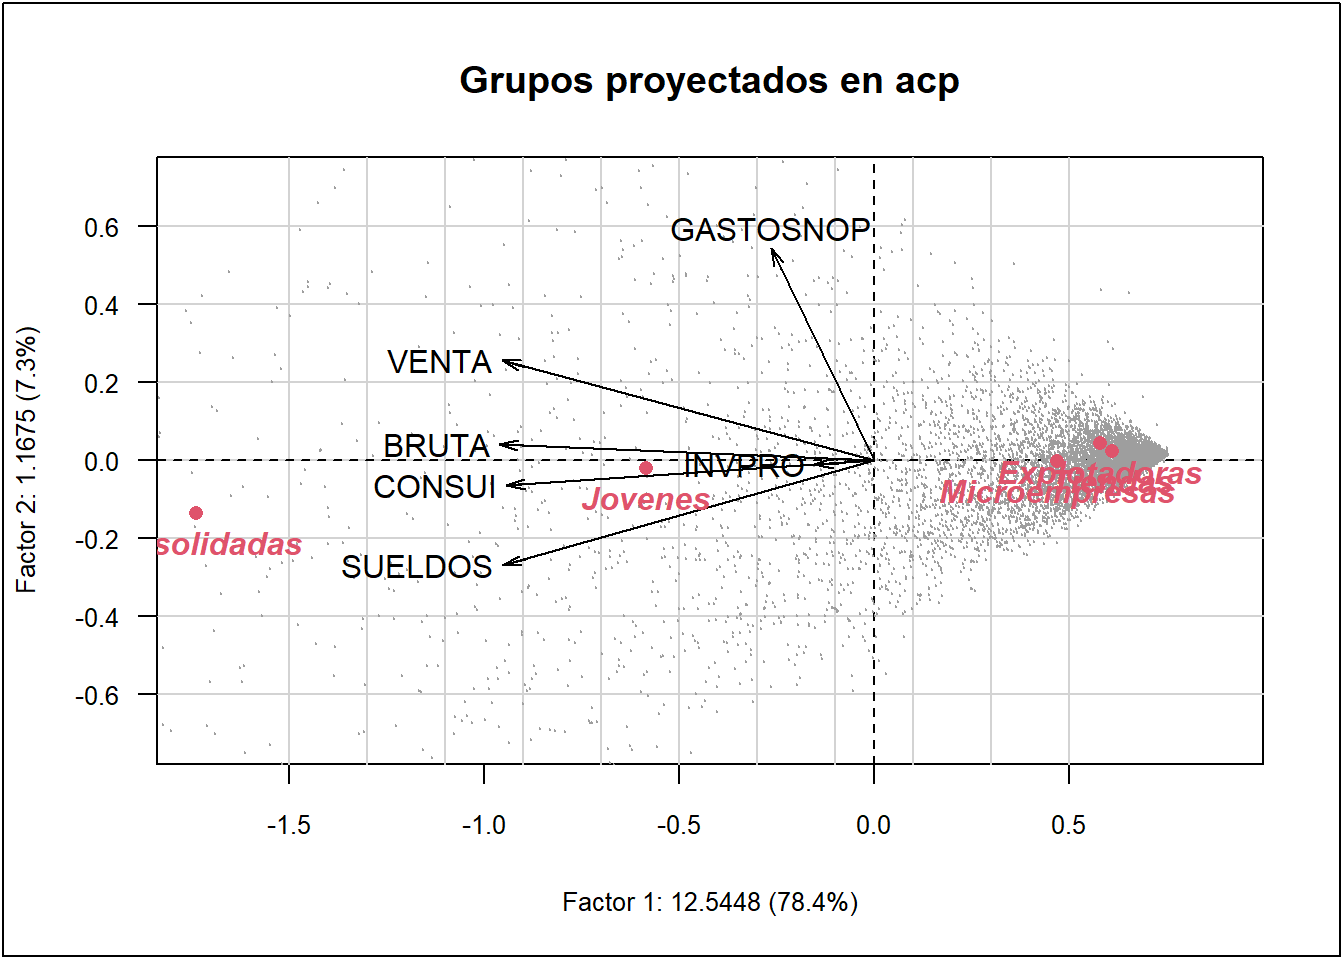 Grupos proyectados en acp
Factor 2: 1.1675 (7.3%)
0.6
0.4
0.2
0.0
-0.2
-0.4
-0.6
GASTOSNOP
VENTA
BRUTA
INVPRO
CONSUI
SUELDOS
Jovenes
solidadas
Explotadoras
Microempresas
-1.5 -1.0 -0.5 0.0 0.5
Factor 1: 12.5448 (78.4%)